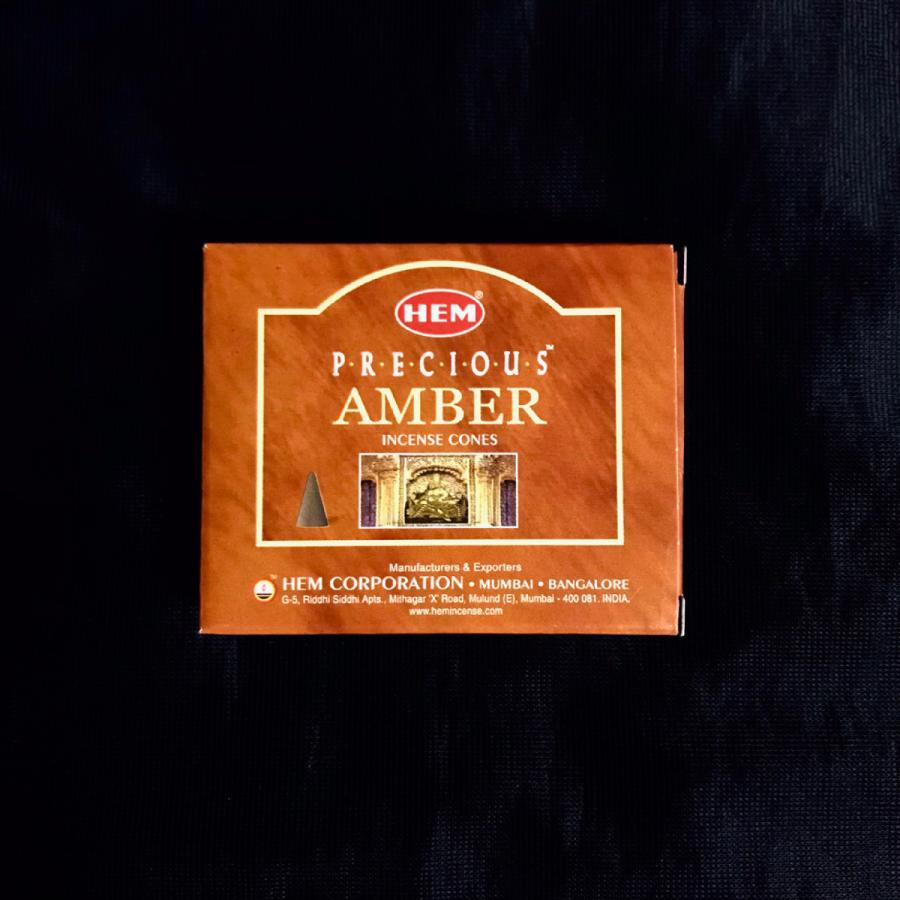 HEM®
P·R·E·C·I·O·U·S™
AMBER
INCENSE CONES
Manufacturers & Exporters
HEM CORPORATION • MUMBAI • BANGALORE
G-5, Riddhi Siddhi Apts., Mithagar 'X' Road, Mulund (E), Mumbai - 400 081. INDIA.
www.hemincense.com